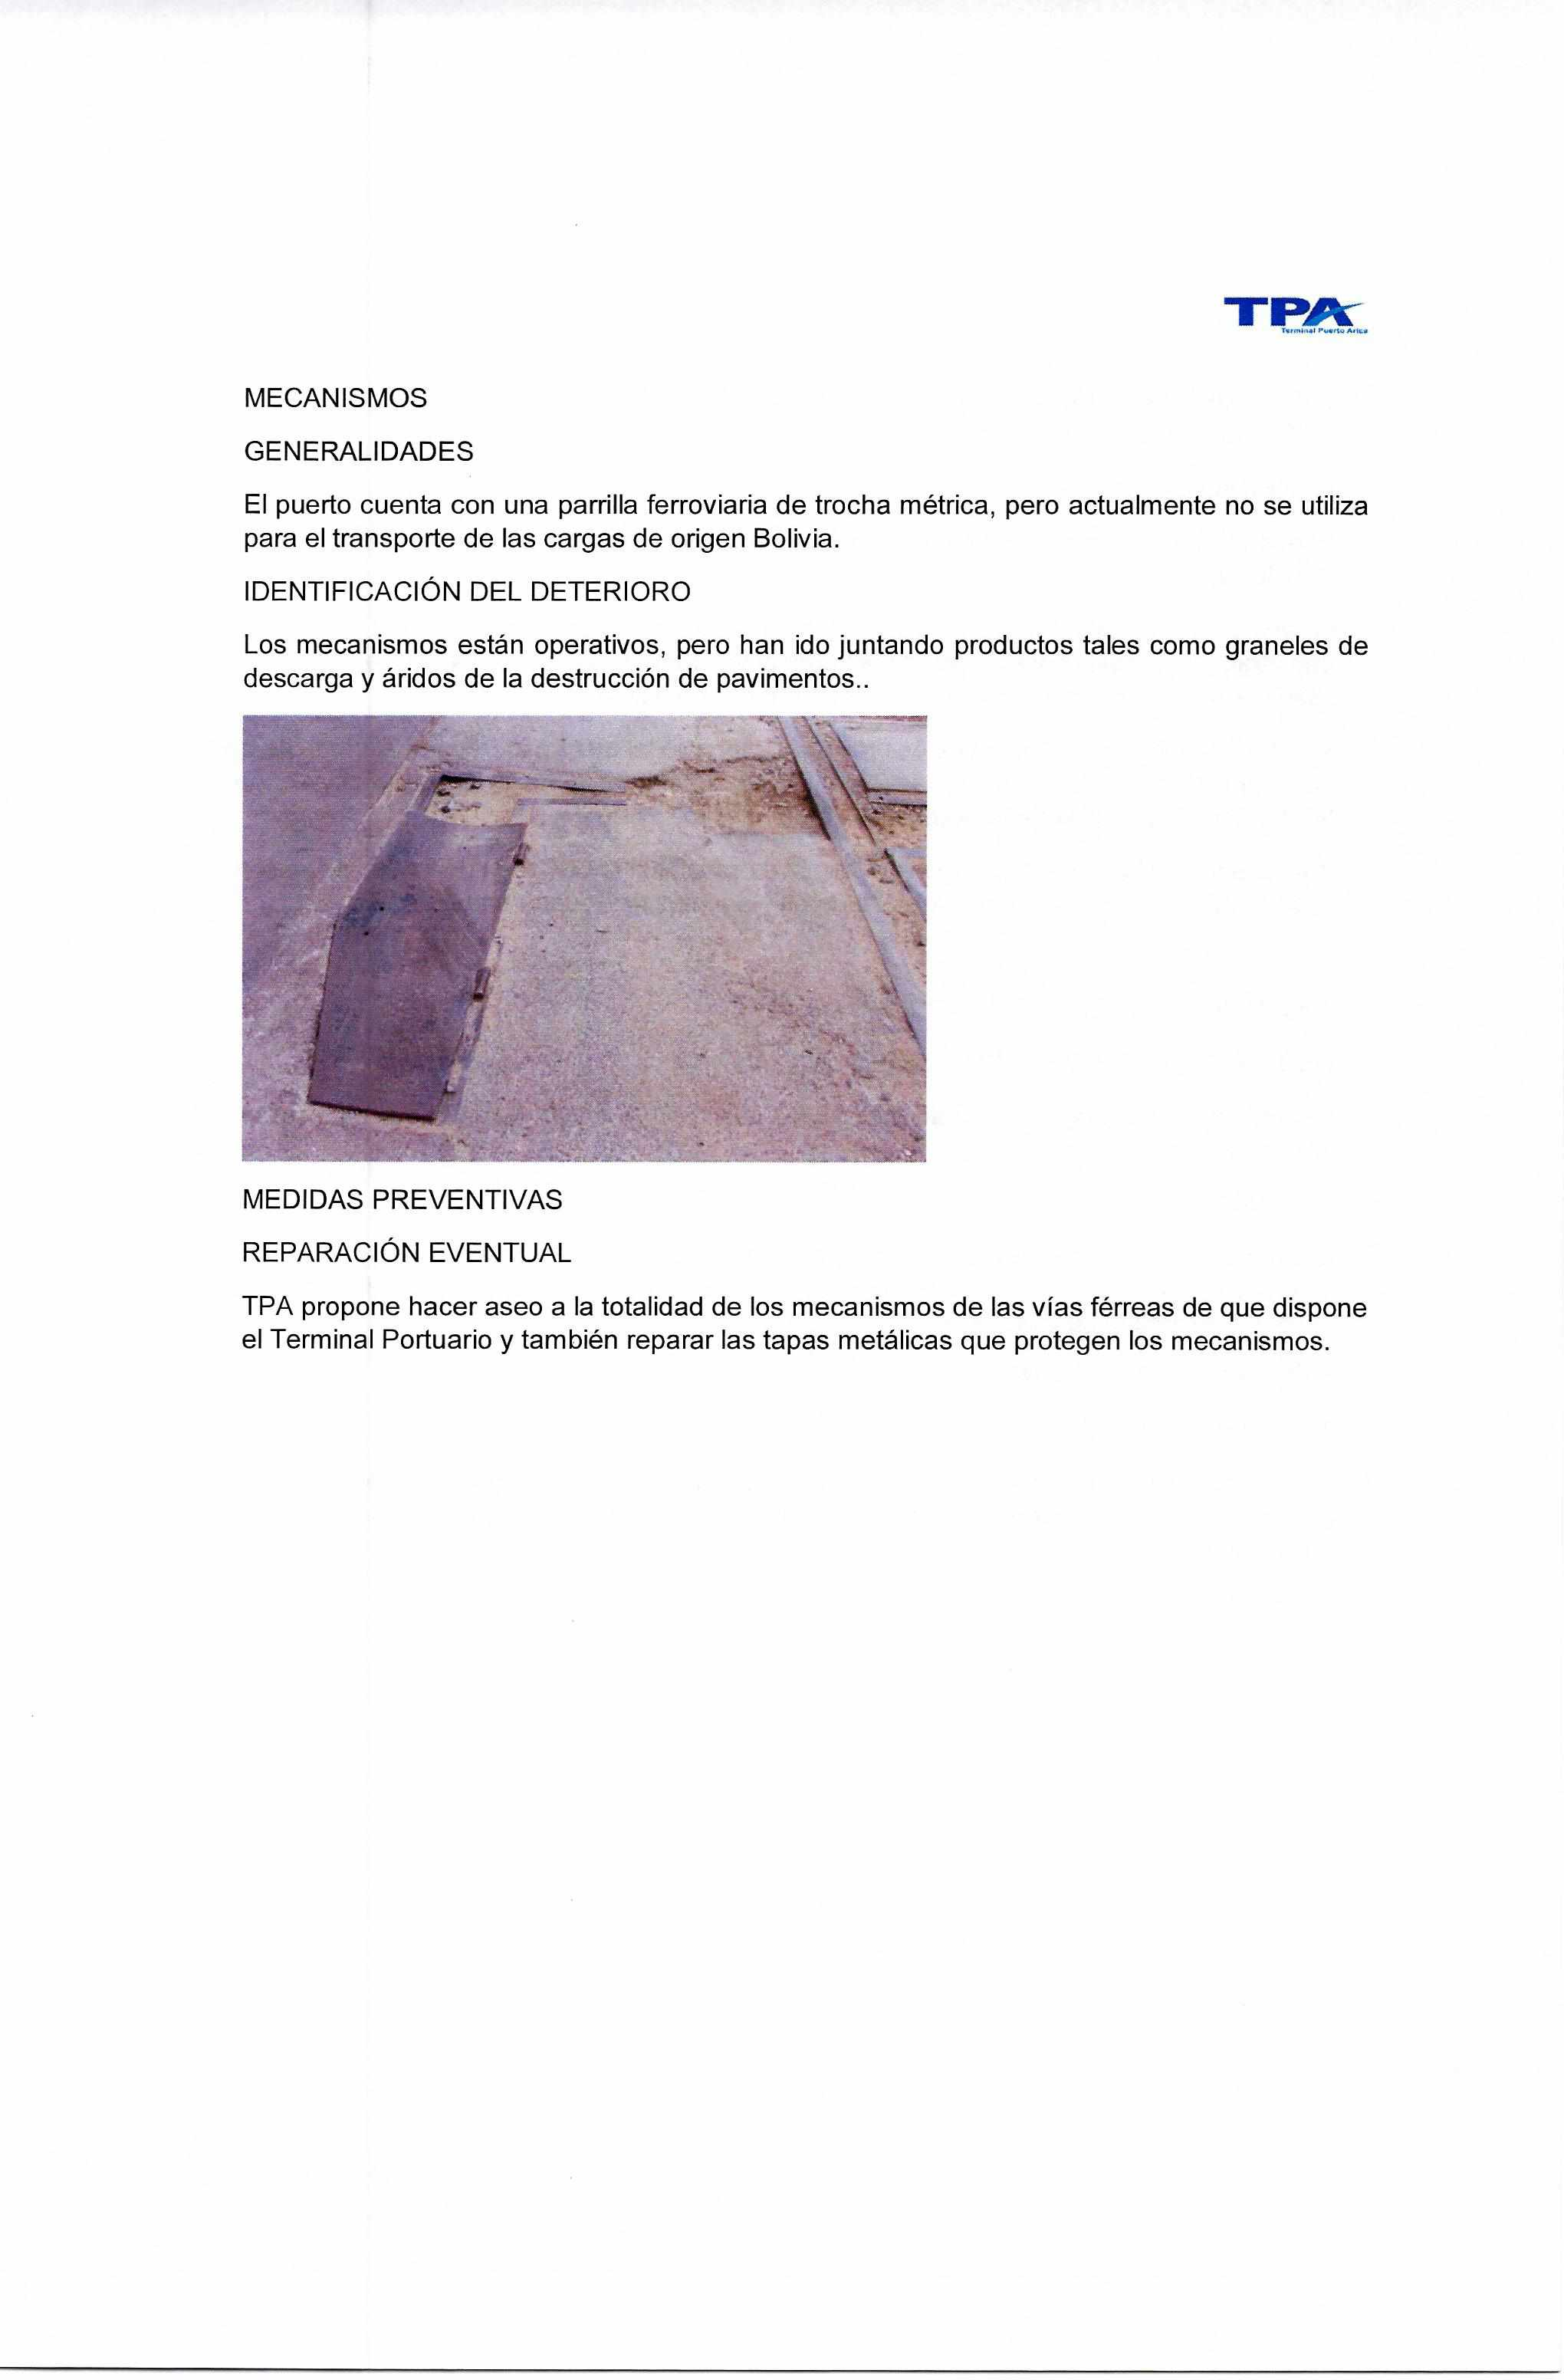 TPA
Terminal Puerto Arica
MECANISMOS
GENERALIDADES
El puerto cuenta con una parrilla ferroviaria de trocha métrica, pero actualmente no se utiliza
para el transporte de las cargas de origen Bolivia.
IDENTIFICACIÓN DEL DETERIORO
Los mecanismos están operativos, pero han ido juntando productos tales como graneles de
descarga y áridos de la destrucción de pavimentos..
MEDIDAS PREVENTIVAS
REPARACIÓN EVENTUAL
TPA propone hacer aseo a la totalidad de los mecanismos de las vías férreas de que dispone
el Terminal Portuario y también reparar las tapas metálicas que protegen los mecanismos.